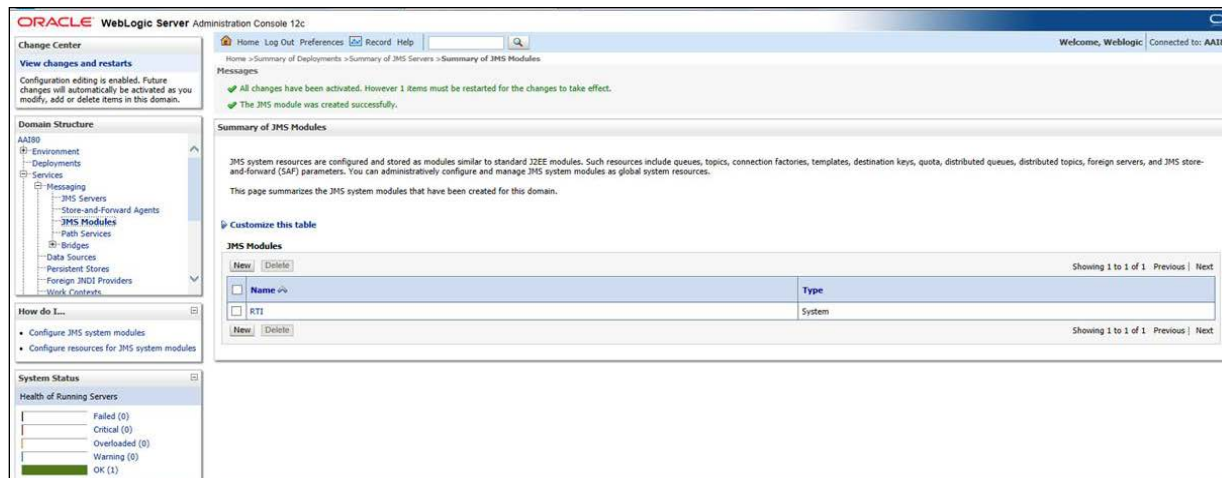 ORACLE WebLogic Server Administration Console 12c
Change Center
View changes and restarts
Configuration editing is enabled. Future
changes will automatically be activated as you
modify, add or delete items in this domain.
Domain Structure
AAI80
Environment
Deployments
Services
Messaging
JMS Servers
Store-and-Forward Agents
JMS Modules
Path Services
Bridges
Data Sources
Persistent Stores
Foreign JNDI Providers
Work Contexts
How do I...
Configure JMS system modules
Configure resources for JMS system modules
System Status
Health of Running Servers
Failed (0)
Critical (0)
Overloaded (0)
Warning (0)
OK (1)
Home Log Out Preferences Record Help
Welcome, Weblogic Connected to:
Home >Summary of Deployments >Summary of JMS Servers >Summary of JMS Modules
Messages
All changes have been activated. However 1 items must be restarted for the changes to take effect.
The JMS module was created successfully.
Summary of JMS Modules
JMS system resources are configured and stored as modules similar to standard J2EE modules. Such resources include queues, topics, connection factories, templates, destination keys, quota, distributed queues, distributed topics, foreign servers, and JMS store-
and-forward (SAF) parameters. You can administratively configure and manage JMS system modules as global system resources.
This page summarizes the JMS system modules that have been created for this domain.
Customize this table
JMS Modules
New Delete Showing 1 to 1 of 1 Previous | Next
Name Type
RTI System
New Delete Showing 1 to 1 of 1 Previous | Next